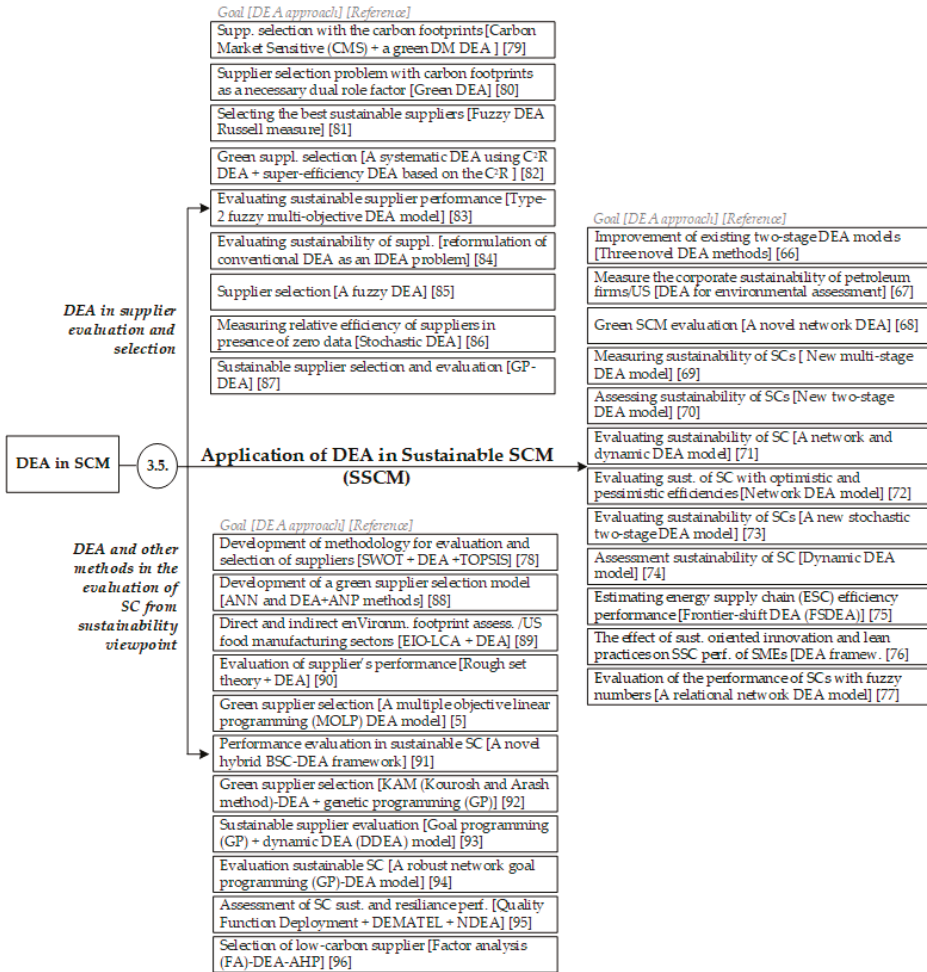 Goal [DEA approach] [Reference]
Supp. selection with the carbon footprints [Carbon
Market Sensitive (CMS) + a green DM DEA ] [79]
Supplier selection problem with carbon footprints
as a necessary dual role factor [Green DEA] [80]
Selecting the best sustainable suppliers [Fuzzy DEA
Russell measure] [81]
Green suppl. selection [A systematic DEA using C²R
DEA + super-efficiency DEA based on the C²R ] [82]
Evaluating sustainable supplier performance [Type-
2 fuzzy multi-objective DEA model] [83]
Evaluating sustainability of suppl. [reformulation of
conventional DEA as an IDEA problem] [84]
Supplier selection [A fuzzy DEA] [85]
Measuring relative efficiency of suppliers in
presence of zero data [Stochastic DEA] [86]
Sustainable supplier selection and evaluation [GP-
DEA] [87]
DEA in supplier
evaluation and
selection
DEA in SCM
3.5.
Application of DEA in Sustainable SCM
(SSCM)
DEA and other
methods in the
evaluation of
SC from
sustainability
viewpoint
Goal [DEA approach] [Reference]
Development of methodology for evaluation and
selection of suppliers [SWOT + DEA +TOPSIS] [78]
Development of a green supplier selection model
[ANN and DEA+ANP methods] [88]
Direct and indirect enVironm. footprint assess. /US
food manufacturing sectors [EIO-LCA + DEA] [89]
Evaluation of supplier's performance [Rough set
theory + DEA] [90]
Green supplier selection [A multiple objective linear
programming (MOLP) DEA model] [5]
Performance evaluation in sustainable SC [A novel
hybrid BSC-DEA framework] [91]
Green supplier selection [KAM (Kourosh and Arash
method)-DEA + genetic programming (GP)] [92]
Sustainable supplier evaluation [Goal programming
(GP) + dynamic DEA (DDEA) model] [93]
Evaluation sustainable SC [A robust network goal
programming (GP)-DEA model] [94]
Assessment of SC sust. and resiliance perf. [Quality
Function Deployment + DEMATEL + NDEA] [95]
Selection of low-carbon supplier [Factor analysis
(FA)-DEA-AHP] [96]
Goal [DEA approach] [Reference]
Improvement of existing two-stage DEA models
[Three novel DEA methods] [66]
Measure the corporate sustainability of petroleum
firms/US [DEA for environmental assessment] [67]
Green SCM evaluation [A novel network DEA] [68]
Measuring sustainability of SCs [ New multi-stage
DEA model] [69]
Assessing sustainability of SCs [New two-stage
DEA model] [70]
Evaluating sustainability of SC [A network and
dynamic DEA model] [71]
Evaluating sust. of SC with optimistic and
pessimistic efficiencies [Network DEA model] [72]
Evaluating sustainability of SCs [A new stochastic
two-stage DEA model] [73]
Assessment sustainability of SC [Dynamic DEA
model] [74]
Estimating energy supply chain (ESC) efficiency
performance [Frontier-shift DEA (FSDEA)] [75]
The effect of sust. oriented innovation and lean
practices on SSC perf. of SMEs [DEA framew. [76]
Evaluation of the performance of SCs with fuzzy
numbers [A relational network DEA model] [77]